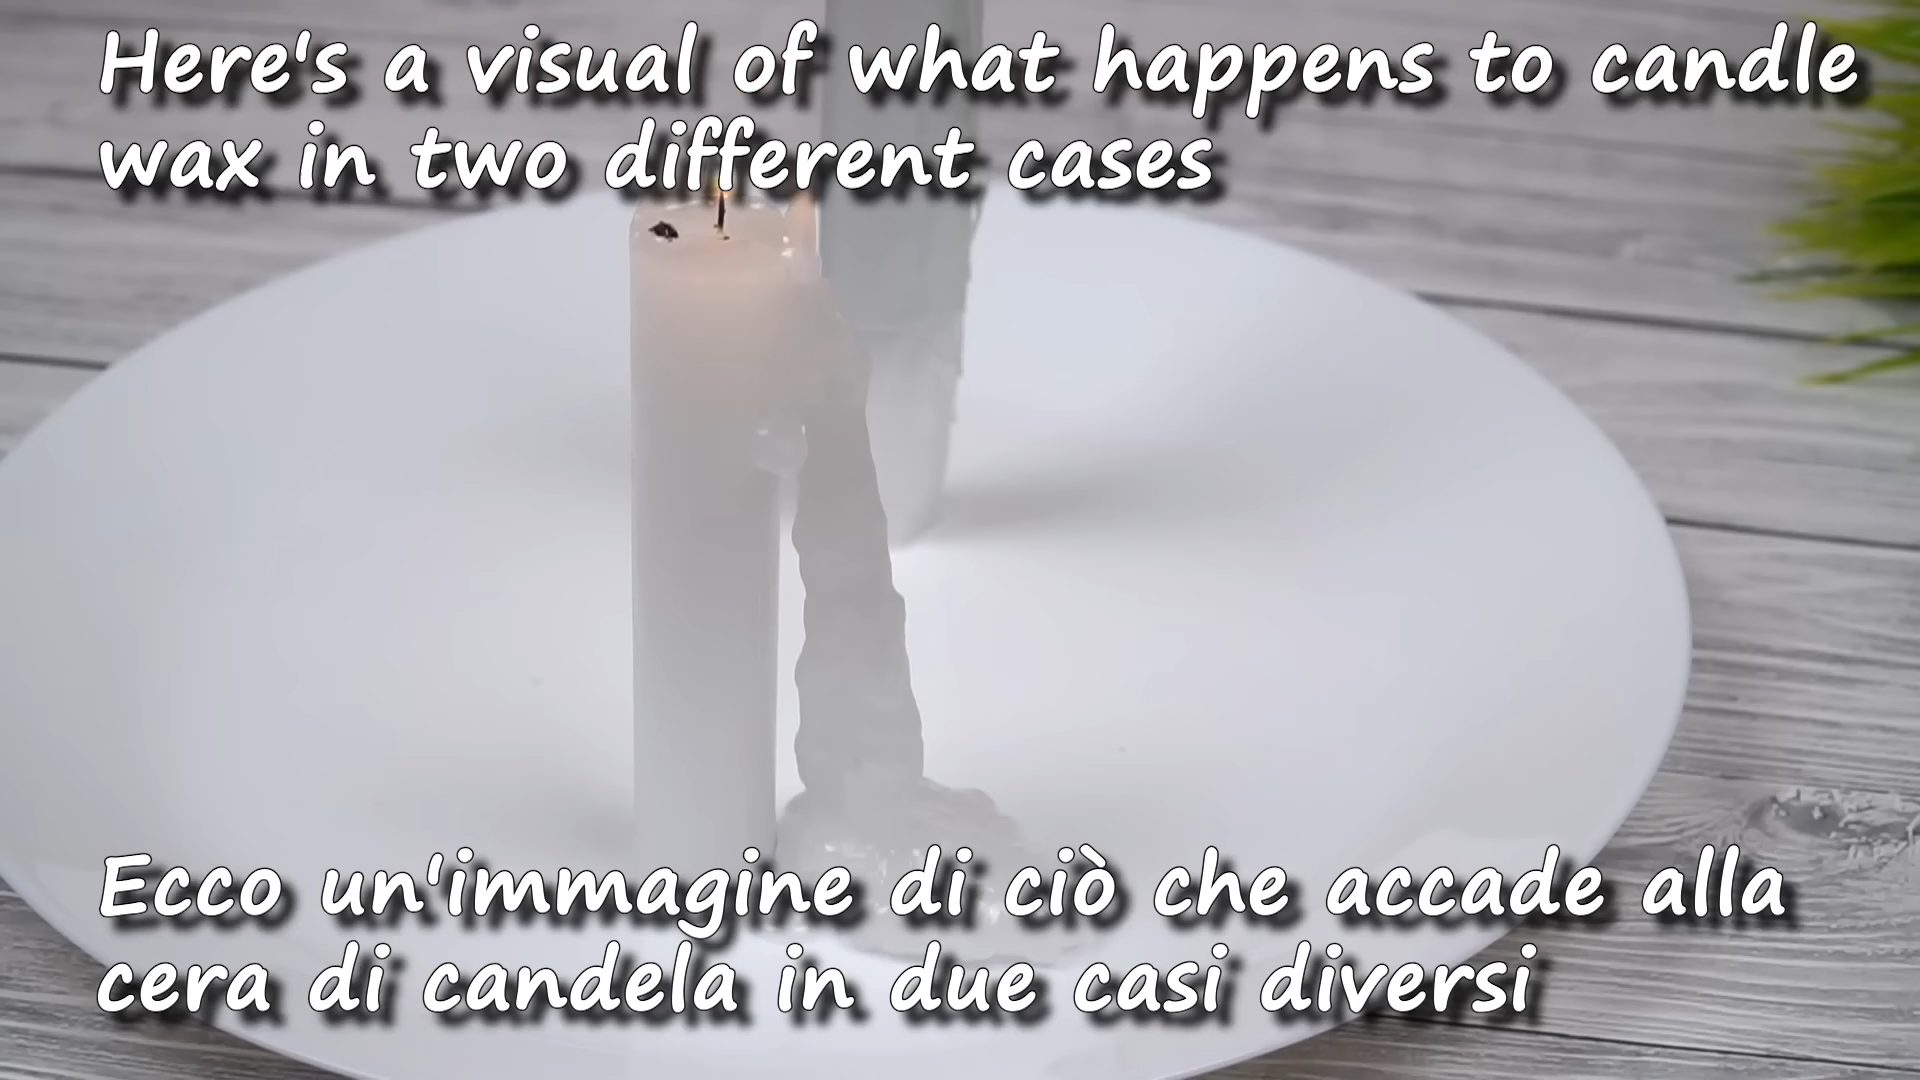 Here's a visual of what happens to candle
wax in two different cases
Ecco un'immagine di ciò che accade alla
cera di candela in due casi diversi